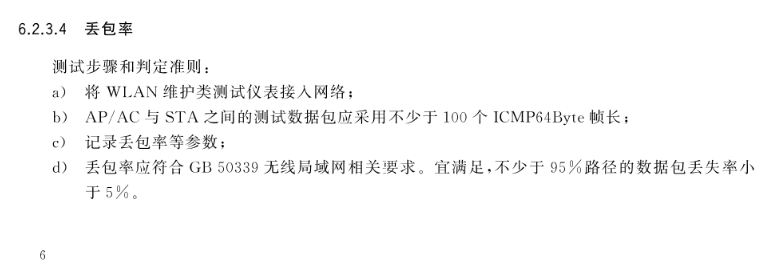 6.2.3.4 丢包率
测试步骤和判定准则：
a） 将 WLAN 维护类测试仪表接入网络；
b） AP/AC 与 STA 之间的测试数据包应采用不少于 100 个 ICMP64Byte 帧长；
c） 记录丢包率等参数；
d） 丢包率应符合 GB 50339 无线局域网相关要求。宜满足，不少于 95%路径的数据包丢失率小
于 5%。
6